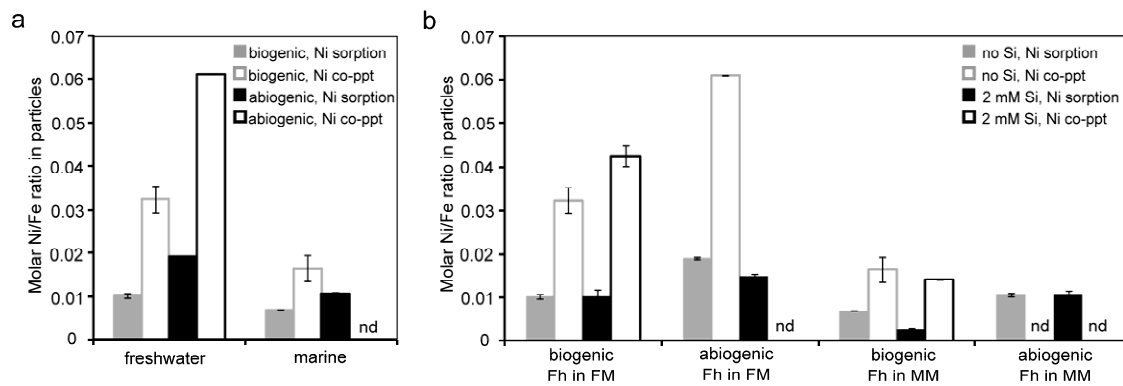 a
Molar Ni/Fe ratio in particles
0.07
0.06
0.05
0.04
0.03
0.02
0.01
0
biogenic, Ni sorption
biogenic, Ni co-ppt
abiogenic, Ni sorption
abiogenic, Ni co-ppt
nd
freshwater
marine
b
Molar Ni/Fe ratio in particles
0.07
0.06
0.05
0.04
0.03
0.02
0.01
0
no Si, Ni sorption
no Si, Ni co-ppt
2 mM Si, Ni sorption
2 mM Si, Ni co-ppt
nd
nd
nd
biogenic
Fh in FM
abiogenic
Fh in FM
biogenic
Fh in MM
abiogenic
Fh in MM